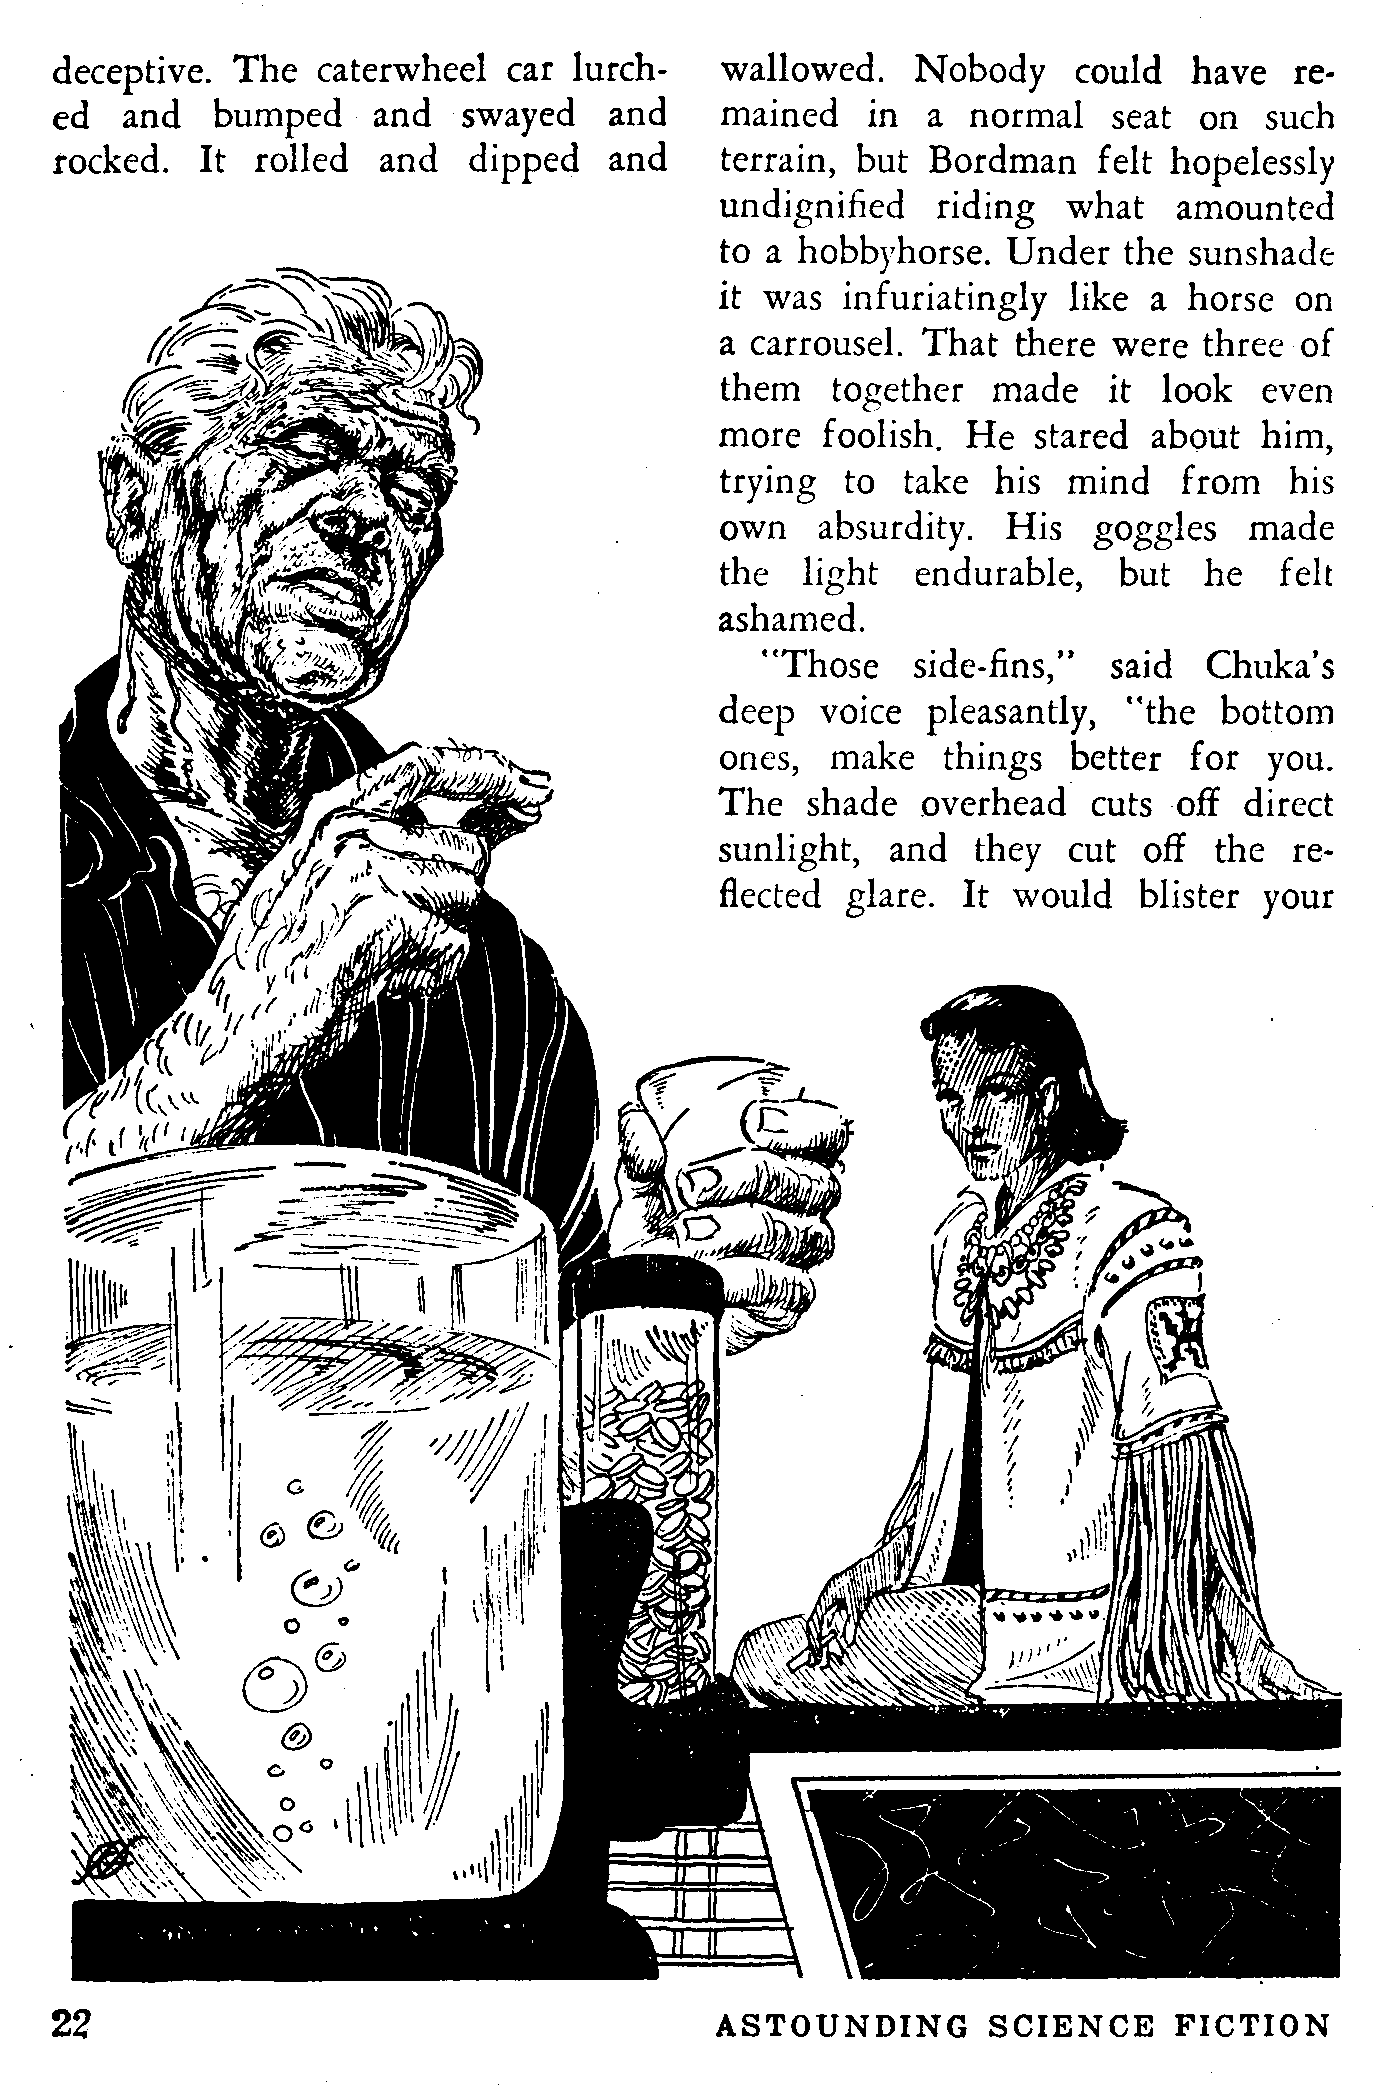 deceptive. The caterwheel car lurch-
ed and bumped and swayed and
rocked. It rolled and dipped and
wallowed. Nobody could have re-
mained in a normal seat on such
terrain, but Bordman felt hopelessly
undignified riding what amounted
to a hobbyhorse. Under the sunshade
it was infuriatingly like a horse on
a carrousel. That there were three of
them together made it look even
more foolish. He stared about him,
trying to take his mind from his
own absurdity. His goggles made
the light endurable, but he felt
ashamed.
"Those side-fins," said Chuka's
deep voice pleasantly, "the bottom
ones, make things better for you.
The shade overhead cuts off direct
sunlight, and they cut off the re-
flected glare. It would blister your
22
ASTOUNDING SCIENCE FICTION